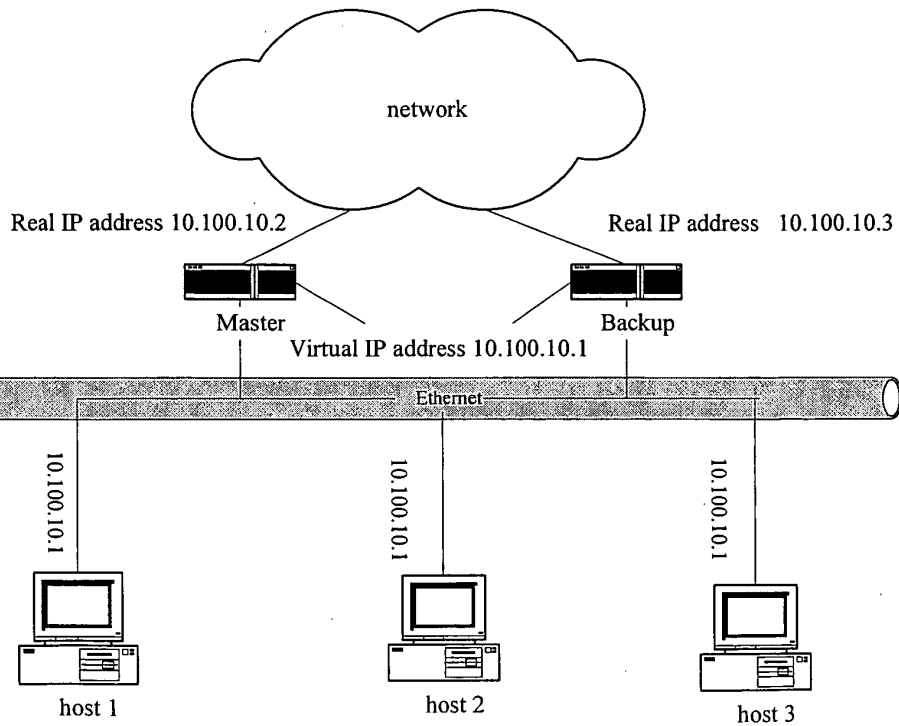 network
Real IP address 10.100.10.2
Real IP address 10.100.10.3
Master
Backup
Virtual IP address 10.100.10.1
Ethernet
10.100.10.1
10.100.10.1
10.100.10.1
host 1
host 2
host 3